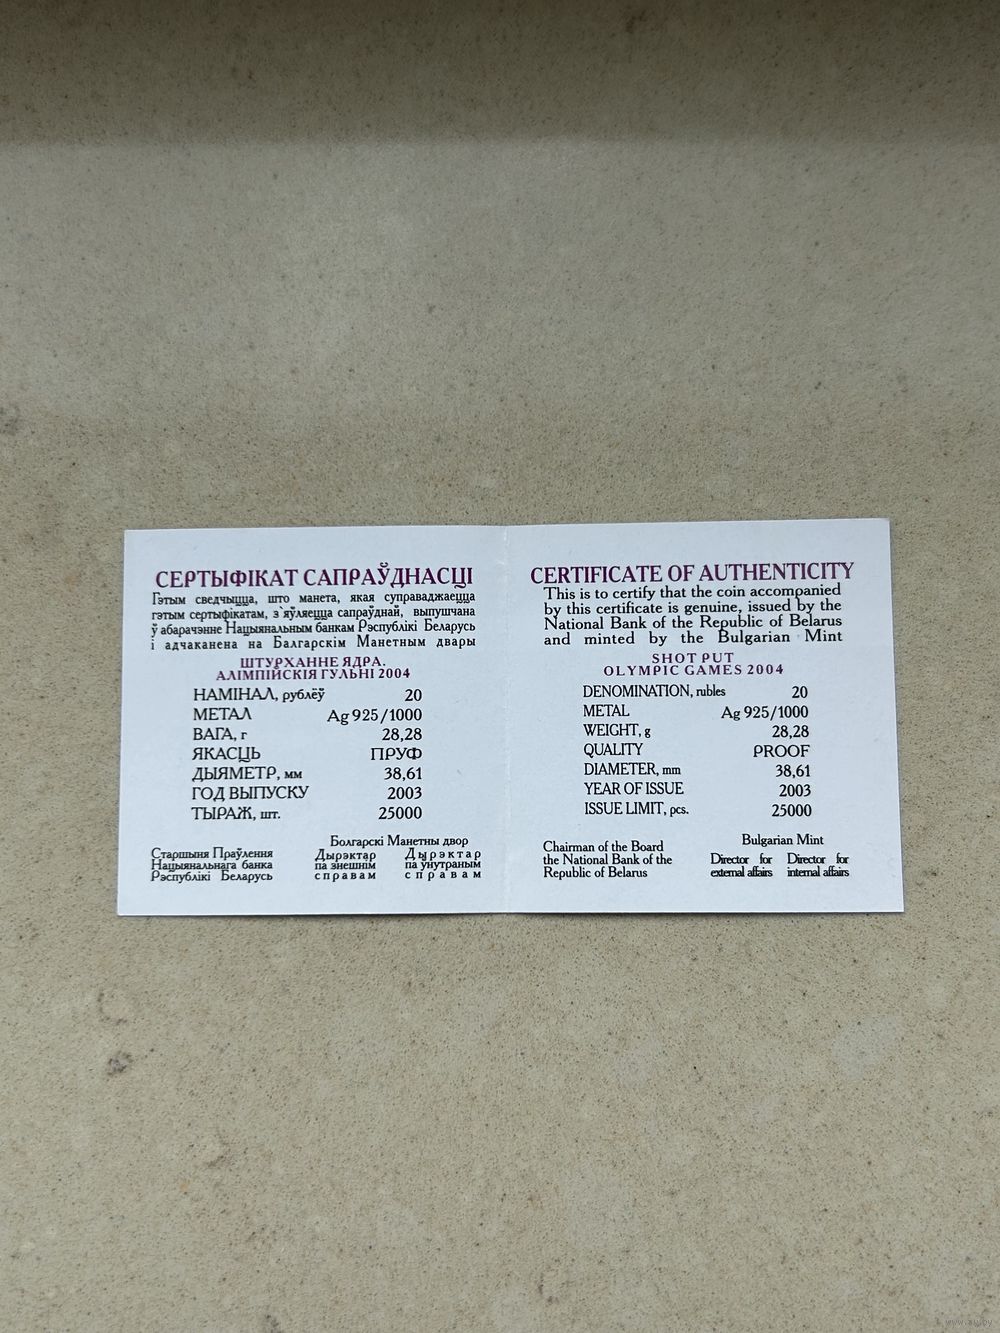 СЕРТЫФІКАТ САПРАЎДНАСЦІ
Гэтым сведчыцца, што манета, якая суправаджаецца
гэтым сертыфікатам, з`яўляецца сапраўднай, выпушчана
ў абарачэнне Нацыянальным банкам Рэспублікі Беларусь
і адчаканена на Балгарскім Манетным двары
ШТУРХАННЕ ЯДРА.
АЛІМПІЙСКІЯ ГУЛЬНІ 2004
НАМІНАЛ, рублёў 20
МЕТАЛ Ag 925/1000
ВАГА, г 28,28
ЯКАСЦЬ ПРУФ
ДЫЯМЕТР, мм 38,61
ГОД ВЫПУСКУ 2003
ТЫРАЖ, шт. 25000
Старшыня Праўлення
Нацыянальнага банка
Рэспублікі Беларусь
Болгарскі Манетны двор
Дырэктар
па знешнім
справам
Дырэктар
па унутраным
справам
CERTIFICATE OF AUTHENTICITY
This is to certify that the coin accompanied
by this certificate is genuine, issued by the
National Bank of the Republic of Belarus
and minted by the Bulgarian Mint
SHOT PUT
OLYMPIC GAMES 2004
DENOMINATION, rubles 20
METAL Ag 925/1000
WEIGHT, g 28,28
QUALITY PROOF
DIAMETER, mm 38,61
YEAR OF ISSUE 2003
ISSUE LIMIT, pcs. 25000
Chairman of the Board
the National Bank of the
Republic of Belarus
Bulgarian Mint
Director for
external affairs
Director for
internal affairs
www.ay.by